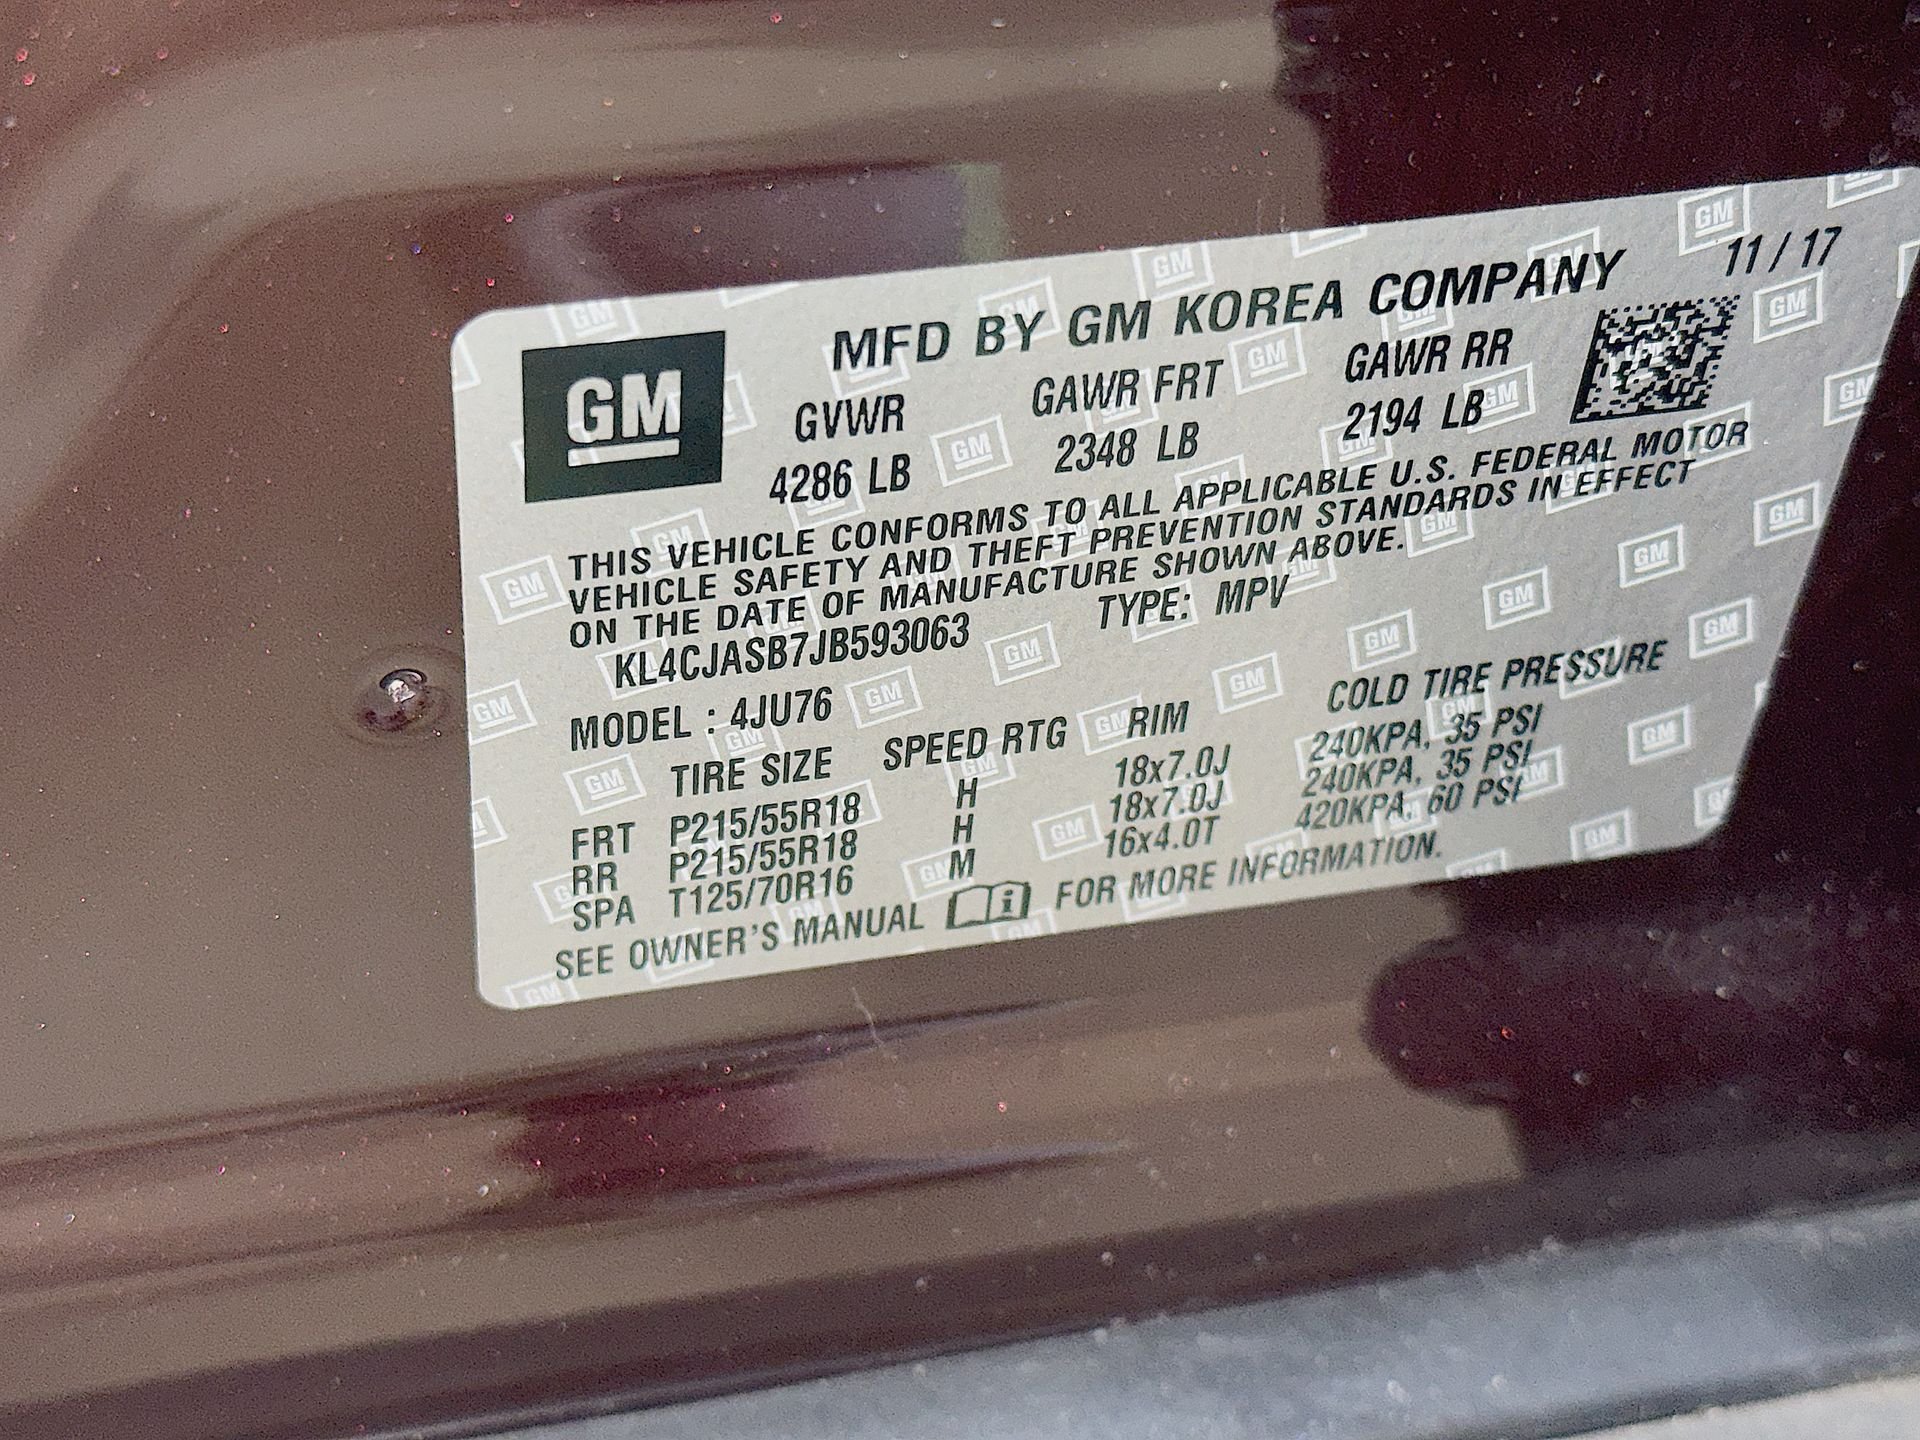 MFD BY GM KOREA COMPANY 11 / 17
GM
GVWR GAWR FRT GAWR RR
4286 LB 2348 LB 2194 LB
THIS VEHICLE CONFORMS TO ALL APPLICABLE U.S. FEDERAL MOTOR
VEHICLE SAFETY AND THEFT PREVENTION STANDARDS IN EFFECT
ON THE DATE OF MANUFACTURE SHOWN ABOVE.
KL4CJASB7JB593063 TYPE: MPV
MODEL : 4JU76
TIRE SIZE SPEED RTG RIM COLD TIRE PRESSURE
FRT P215/55R18 H 18x7.0J 240KPA, 35 PSI
RR P215/55R18 H 18x7.0J 240KPA, 35 PSI
SPA T125/70R16 M 16x4.0T 420KPA, 60 PSI
SEE OWNER'S MANUAL i FOR MORE INFORMATION.